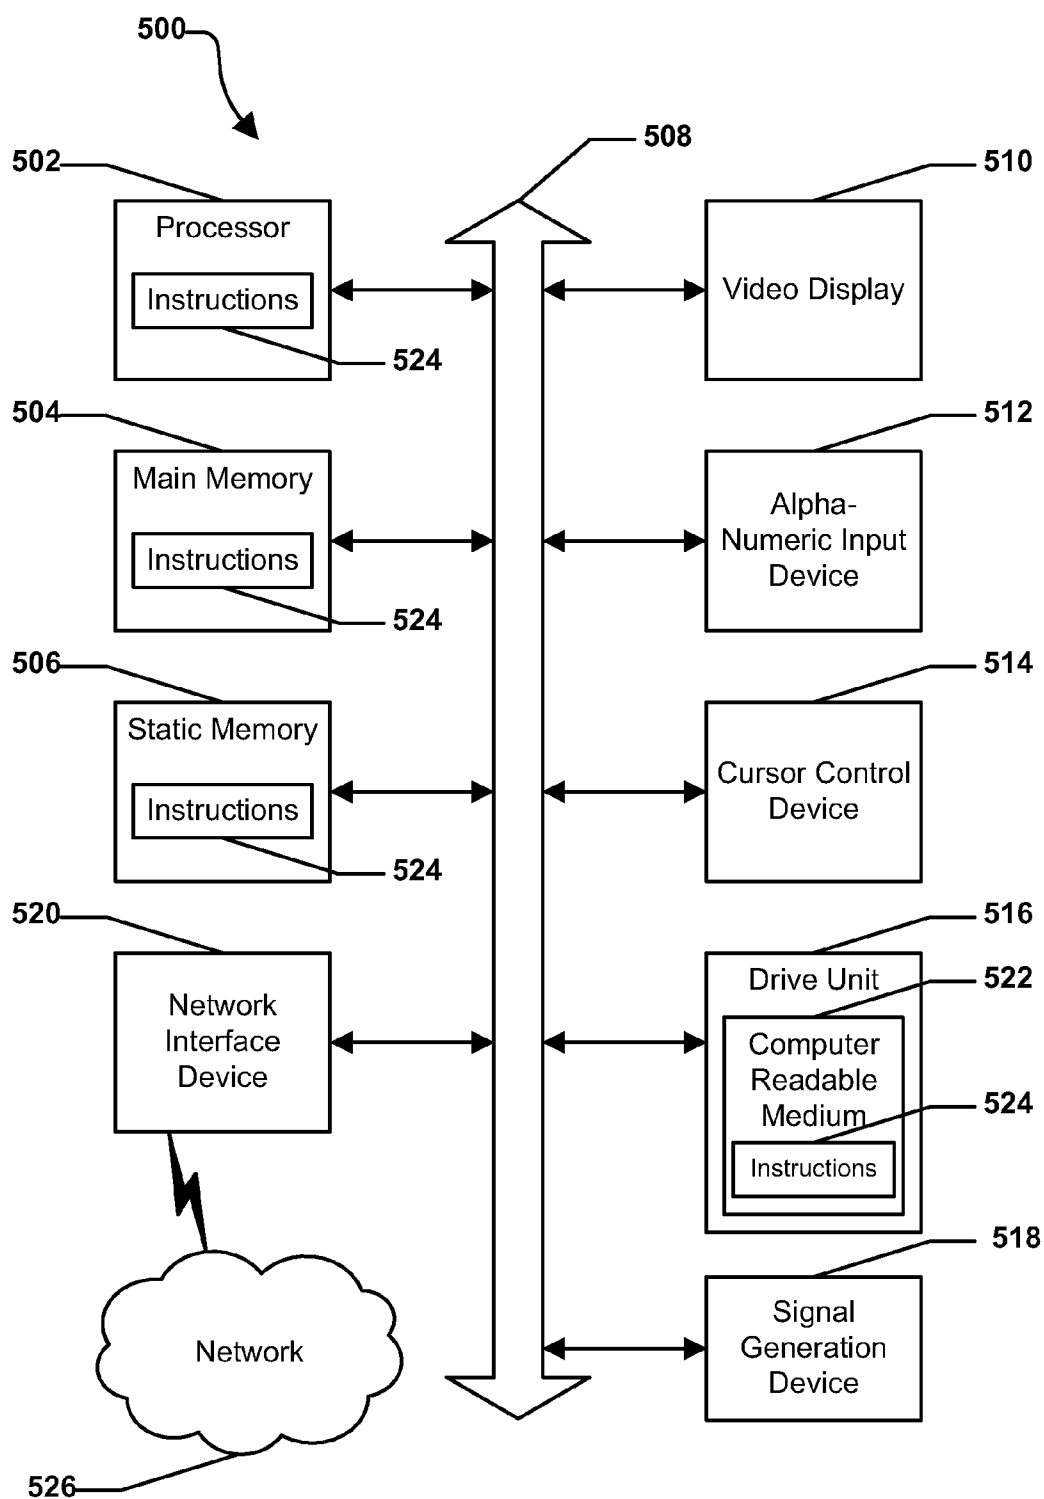 500
502
Processor
Instructions
524
504
Main Memory
Instructions
524
506
Static Memory
Instructions
524
520
Network
Interface
Device
Network
526
508
510
Video Display
512
Alpha-
Numeric Input
Device
514
Cursor Control
Device
516
Drive Unit
522
Computer
Readable
Medium
524
Instructions
518
Signal
Generation
Device